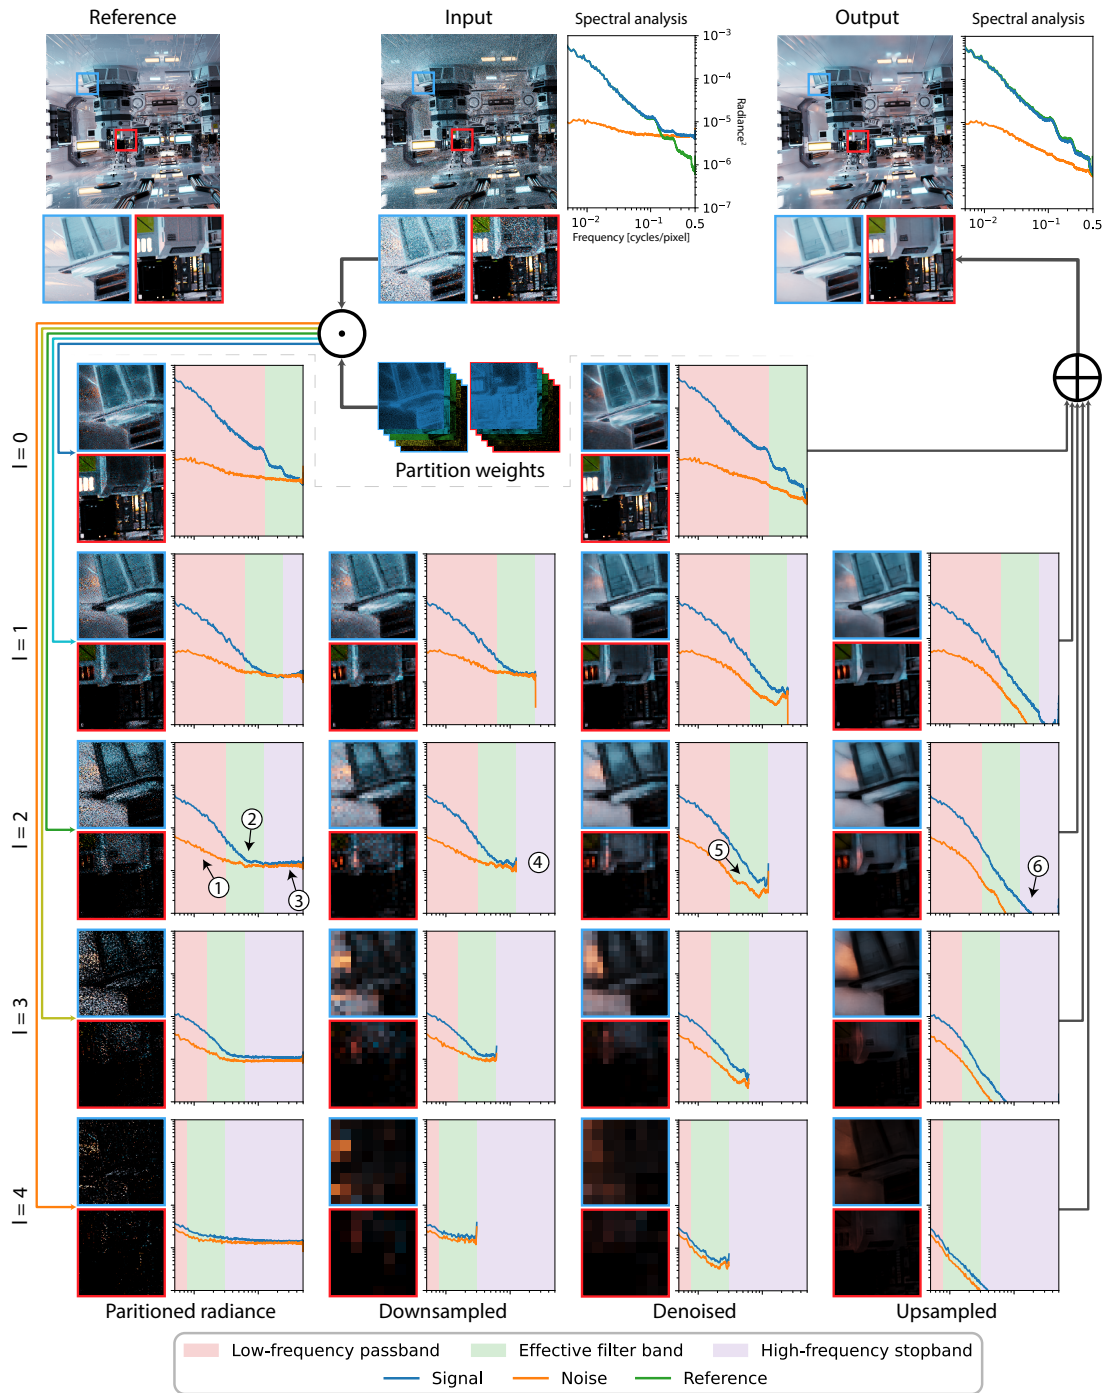 Reference
Input
Spectral analysis
Output
Spectral analysis
10⁻³
10⁻⁴
10⁻⁵
10⁻⁶
10⁻⁷
Radiance²
10⁻²
10⁻¹
0.5
Frequency [cycles/pixel]
10⁻²
10⁻¹
0.5
Partition weights
l = 0
l = 1
l = 2
1
2
3
4
5
6
l = 3
l = 4
Paritioned radiance
Downsampled
Denoised
Upsampled
Low-frequency passband
Effective filter band
High-frequency stopband
Signal
Noise
Reference